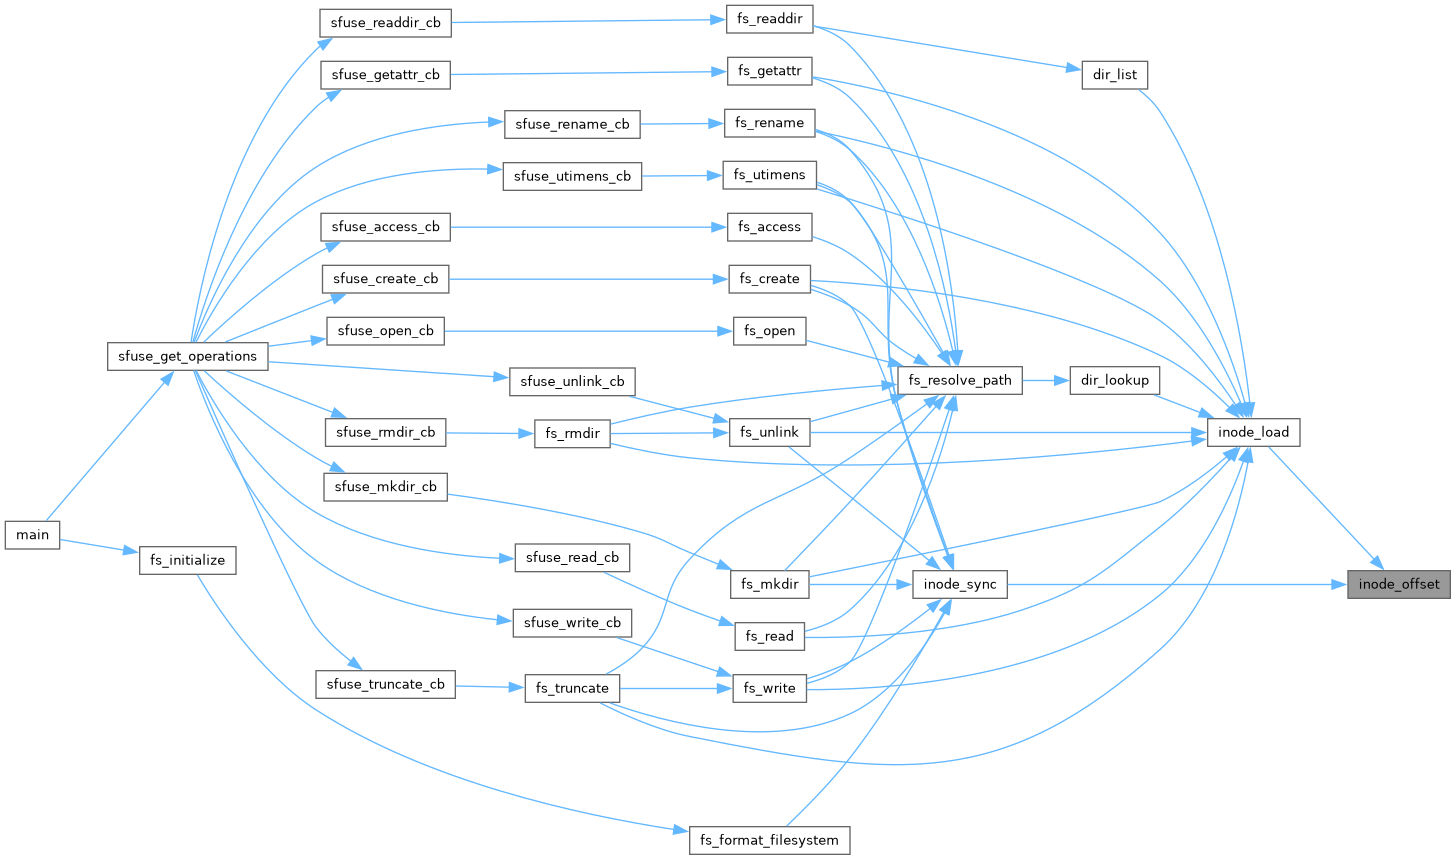 sfuse_readdir_cb
fs_readdir
sfuse_getattr_cb
fs_getattr
dir_list
sfuse_rename_cb
fs_rename
sfuse_utimens_cb
fs_utimens
sfuse_access_cb
fs_access
sfuse_create_cb
fs_create
sfuse_open_cb
fs_open
sfuse_get_operations
sfuse_unlink_cb
fs_resolve_path
dir_lookup
sfuse_rmdir_cb
fs_rmdir
fs_unlink
inode_load
sfuse_mkdir_cb
main
fs_initialize
sfuse_read_cb
fs_mkdir
inode_sync
inode_offset
sfuse_write_cb
fs_read
sfuse_truncate_cb
fs_truncate
fs_write
fs_format_filesystem